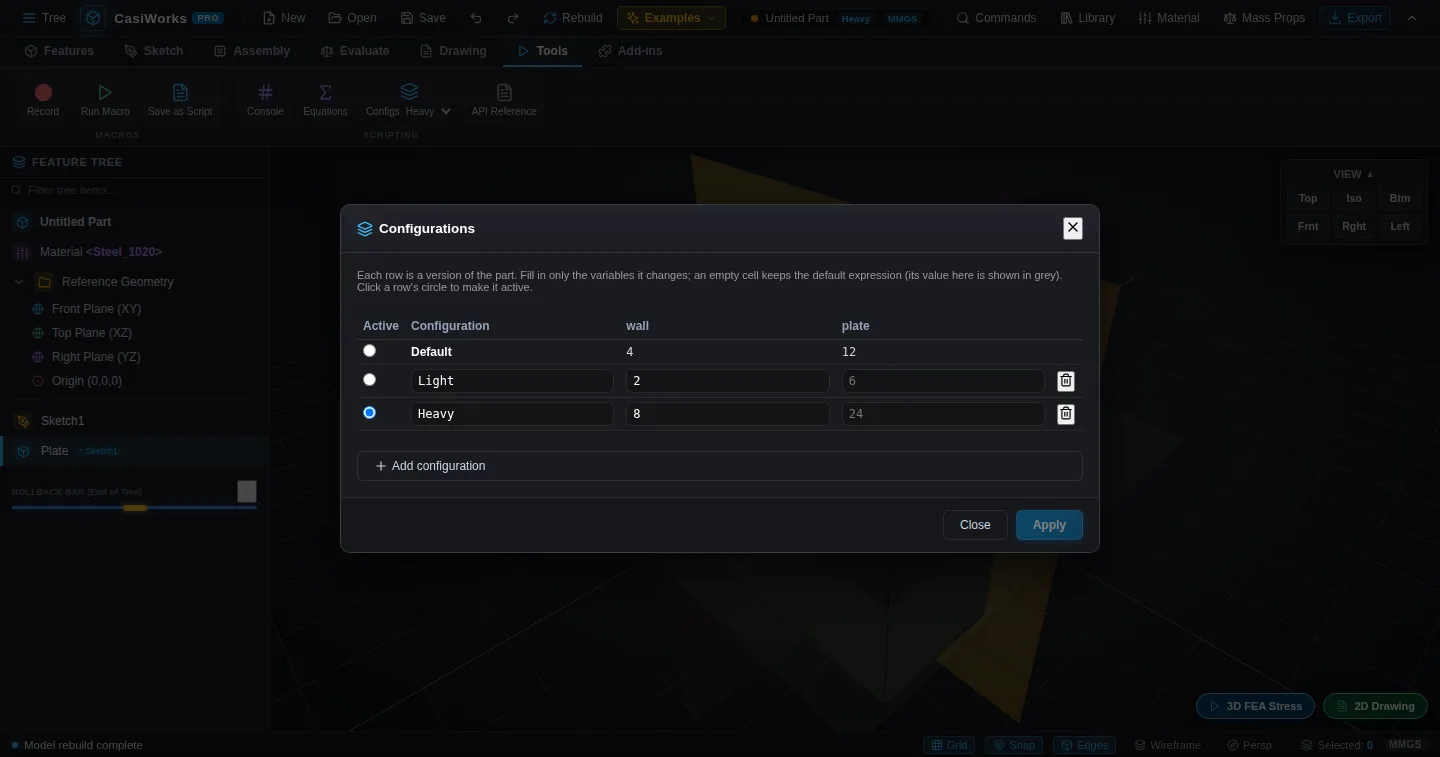 Tree CasiWorks PRO New Open Save Rebuild Examples Untitled Part Heavy MMGS Commands Library Material Mass Props Export
Features Sketch Assembly Evaluate Drawing Tools Add-ins
Record Run Macro Save as Script Console Equations Configs Heavy API Reference
MACROS SCRIPTING
FEATURE TREE
Filter tree items...
Untitled Part
Material <Steel_1020>
Reference Geometry
Front Plane (XY)
Top Plane (XZ)
Right Plane (YZ)
Origin (0,0,0)
Sketch1
Plate ↑ Sketch1
ROLLBACK BAR (End of Tree)
VIEW ▲
Top Iso Btm
Frnt Rght Left
Configurations
Each row is a version of the part. Fill in only the variables it changes; an empty cell keeps the default expression (its value here is shown in grey).
Click a row's circle to make it active.
Active Configuration wall plate
Default 4 12
Light 2 6
Heavy 8 24
Add configuration
Close Apply
3D FEA Stress 2D Drawing
Model rebuild complete Grid Snap Edges Wireframe Persp Selected: 0 MMGS